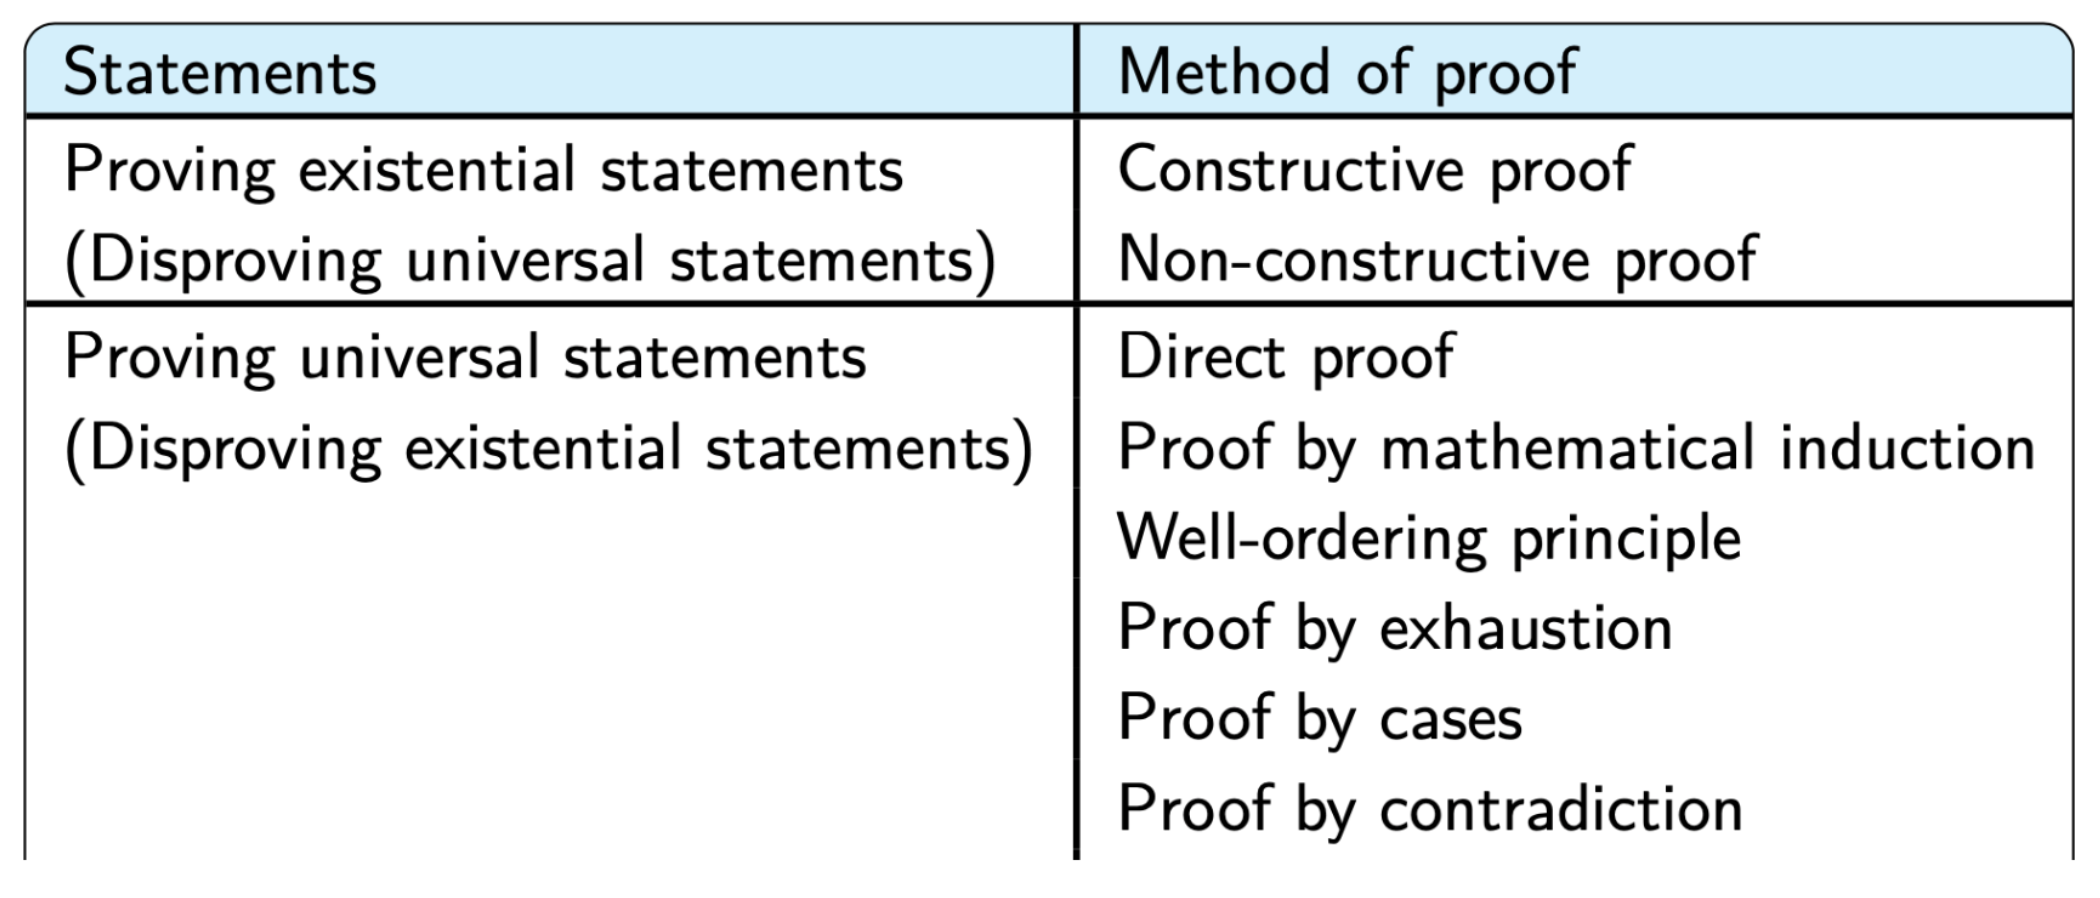 Statements
Method of proof
Proving existential statements
Constructive proof
(Disproving universal statements)
Non-constructive proof
Proving universal statements
Direct proof
(Disproving existential statements)
Proof by mathematical induction
Well-ordering principle
Proof by exhaustion
Proof by cases
Proof by contradiction